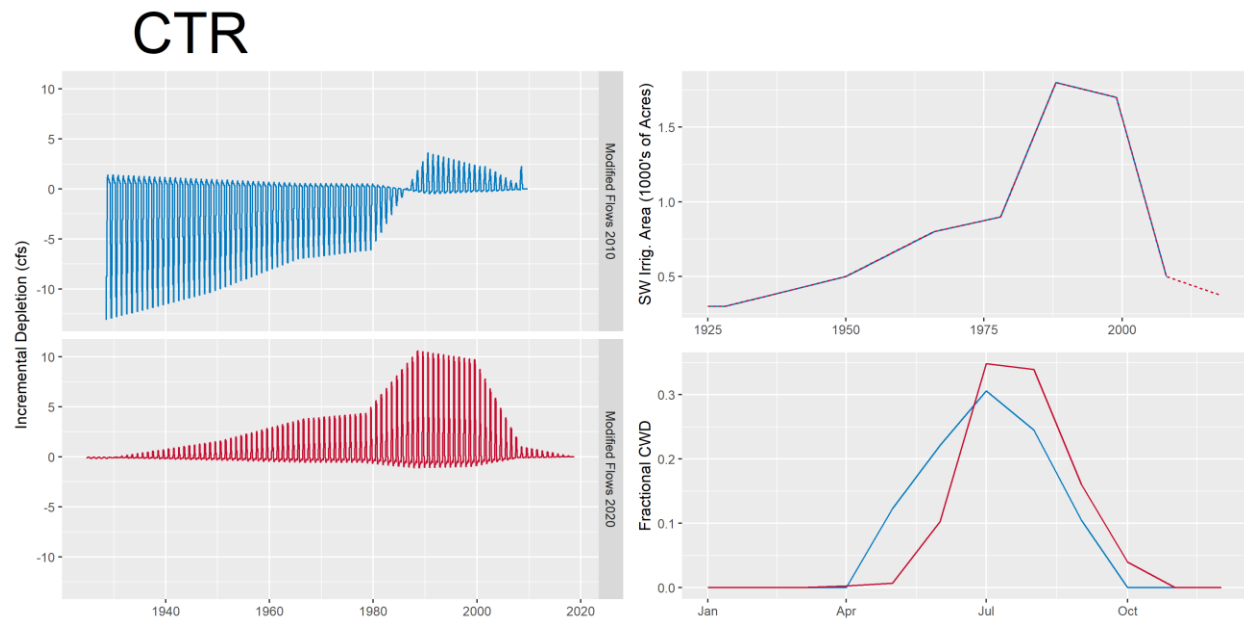 CTR
Incremental Depletion (cfs)
10
5
0
-5
-10
Modified Flows 2010
10
5
0
-5
-10
Modified Flows 2020
1940
1960
1980
2000
2020
SW Irrig. Area (1000's of Acres)
1.5
1.0
0.5
1925
1950
1975
2000
Fractional CWD
0.3
0.2
0.1
0.0
Jan
Apr
Jul
Oct